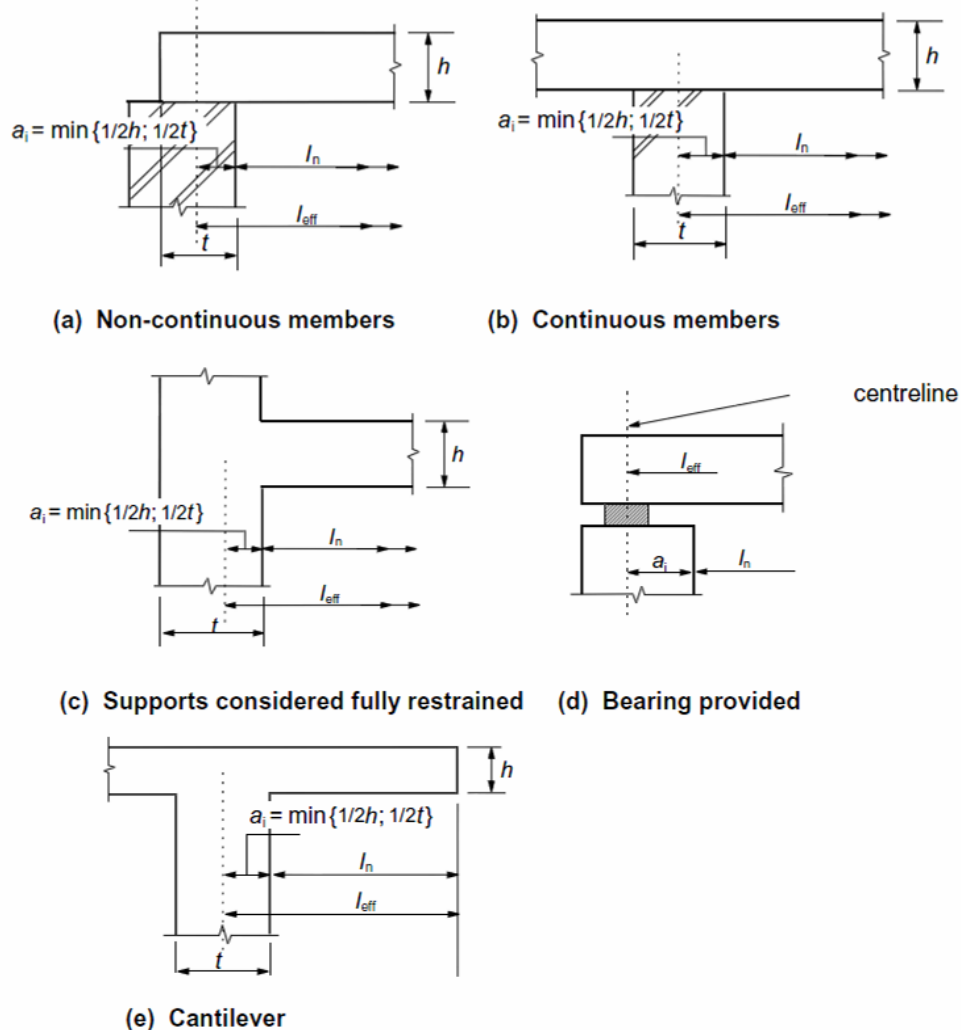 h
aᵢ = min {1/2h; 1/2t}
lₙ
l_eff
t
(a) Non-continuous members
h
aᵢ = min {1/2h; 1/2t}
lₙ
l_eff
t
(b) Continuous members
h
aᵢ = min {1/2h; 1/2t}
lₙ
l_eff
t
(c) Supports considered fully restrained
centreline
l_eff
aᵢ
lₙ
(d) Bearing provided
h
aᵢ = min {1/2h; 1/2t}
lₙ
l_eff
t
(e) Cantilever